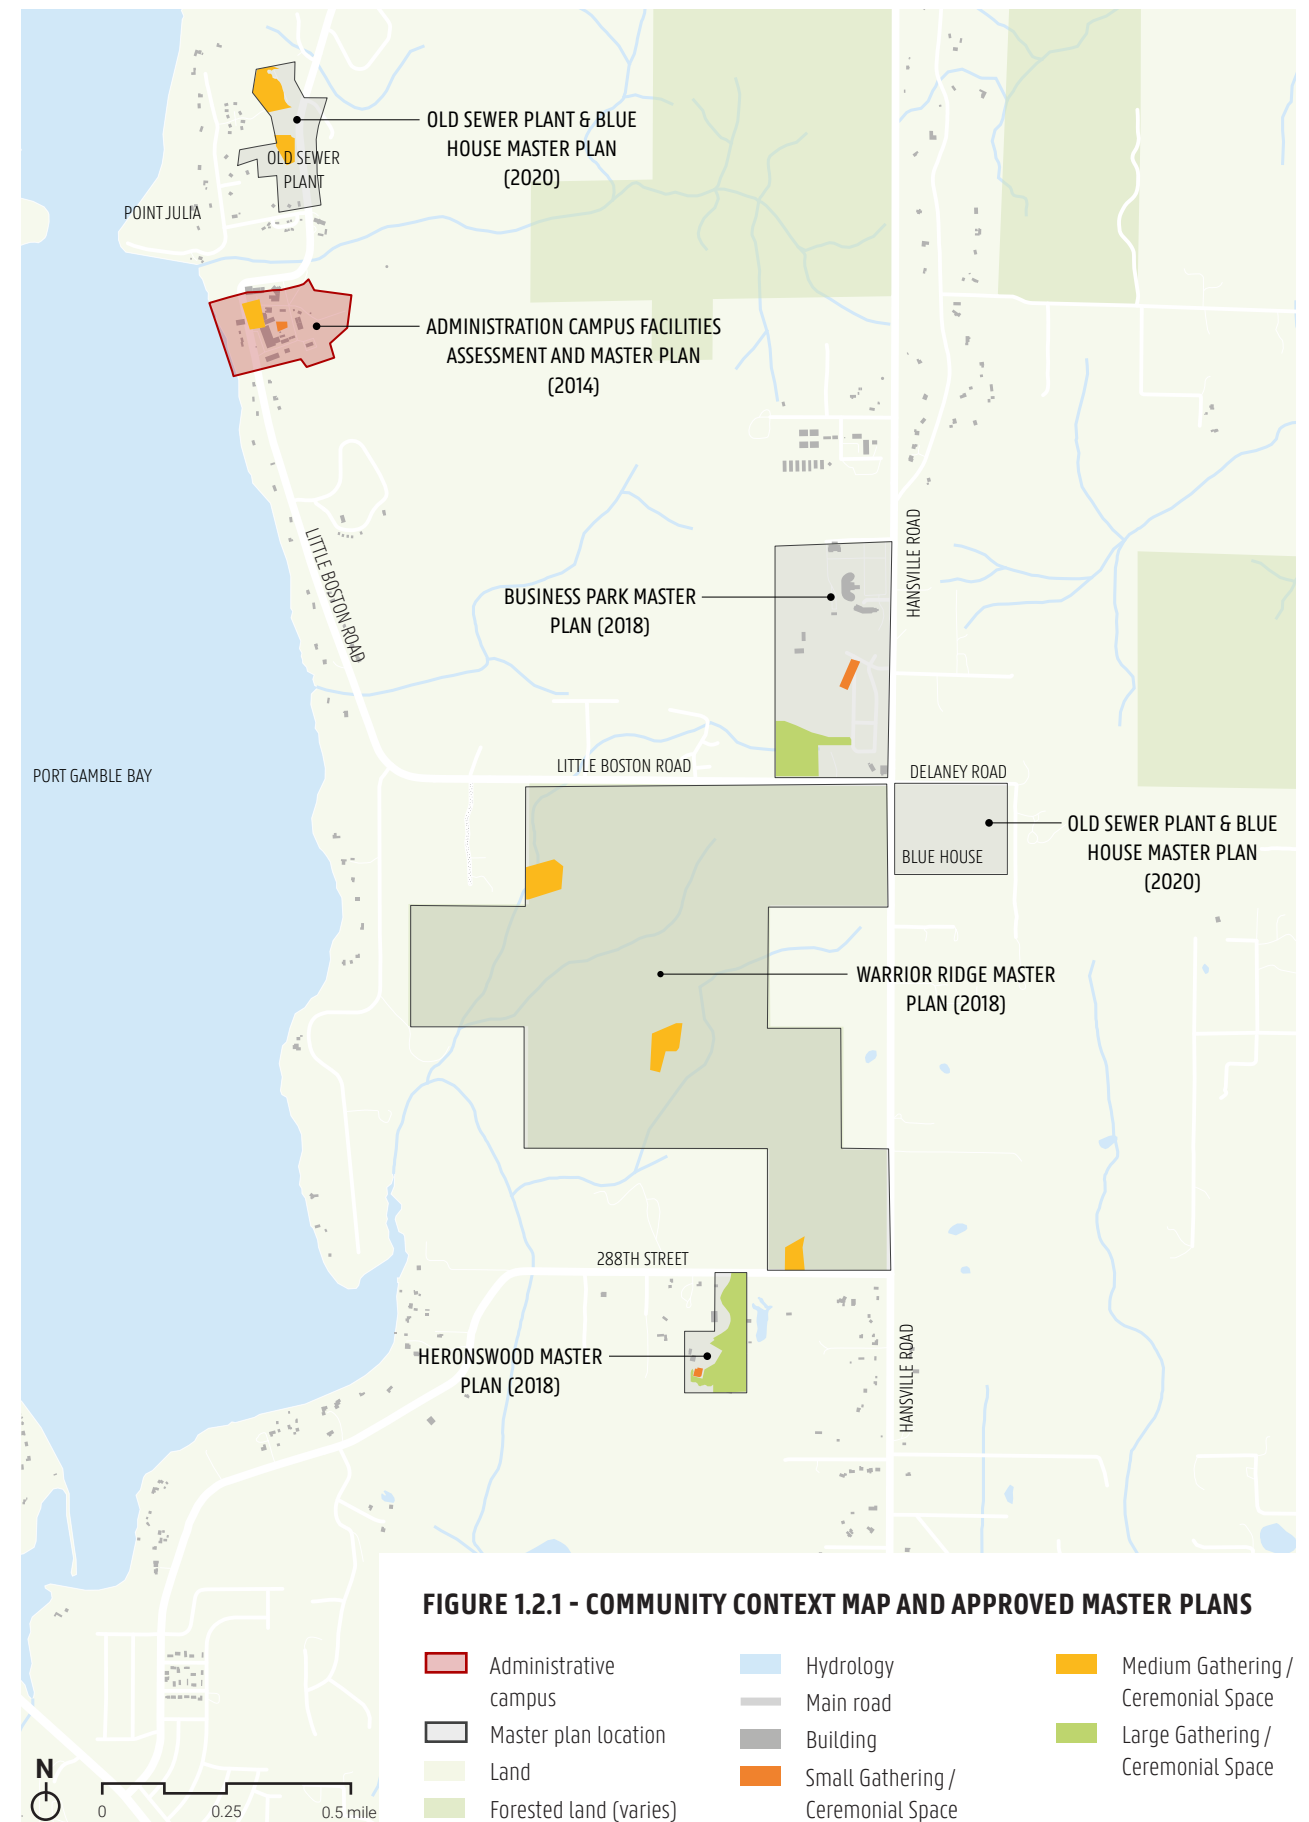 OLD SEWER PLANT & BLUE
HOUSE MASTER PLAN
(2020)
OLD SEWER
PLANT
POINT JULIA
ADMINISTRATION CAMPUS FACILITIES
ASSESSMENT AND MASTER PLAN
(2014)
LITTLE BOSTON ROAD
HANSVILLE ROAD
BUSINESS PARK MASTER
PLAN (2018)
PORT GAMBLE BAY
LITTLE BOSTON ROAD
DELANEY ROAD
OLD SEWER PLANT & BLUE
HOUSE MASTER PLAN
(2020)
BLUE HOUSE
WARRIOR RIDGE MASTER
PLAN (2018)
288TH STREET
HERONSWOOD MASTER
PLAN (2018)
HANSVILLE ROAD
FIGURE 1.2.1 - COMMUNITY CONTEXT MAP AND APPROVED MASTER PLANS
Administrative
campus
Master plan location
Land
Forested land (varies)
Hydrology
Main road
Building
Small Gathering /
Ceremonial Space
Medium Gathering /
Ceremonial Space
Large Gathering /
Ceremonial Space
N
0
0.25
0.5 mile